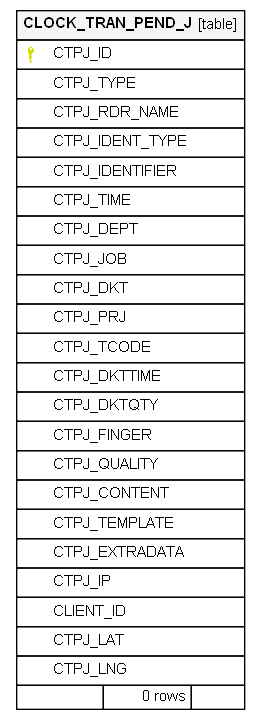 CLOCK_TRAN_PEND_J [table]
CTPJ_ID
CTPJ_TYPE
CTPJ_RDR_NAME
CTPJ_IDENT_TYPE
CTPJ_IDENTIFIER
CTPJ_TIME
CTPJ_DEPT
CTPJ_JOB
CTPJ_DKT
CTPJ_PRJ
CTPJ_TCODE
CTPJ_DKTTIME
CTPJ_DKTQTY
CTPJ_FINGER
CTPJ_QUALITY
CTPJ_CONTENT
CTPJ_TEMPLATE
CTPJ_EXTRADATA
CTPJ_IP
CLIENT_ID
CTPJ_LAT
CTPJ_LNG
0 rows